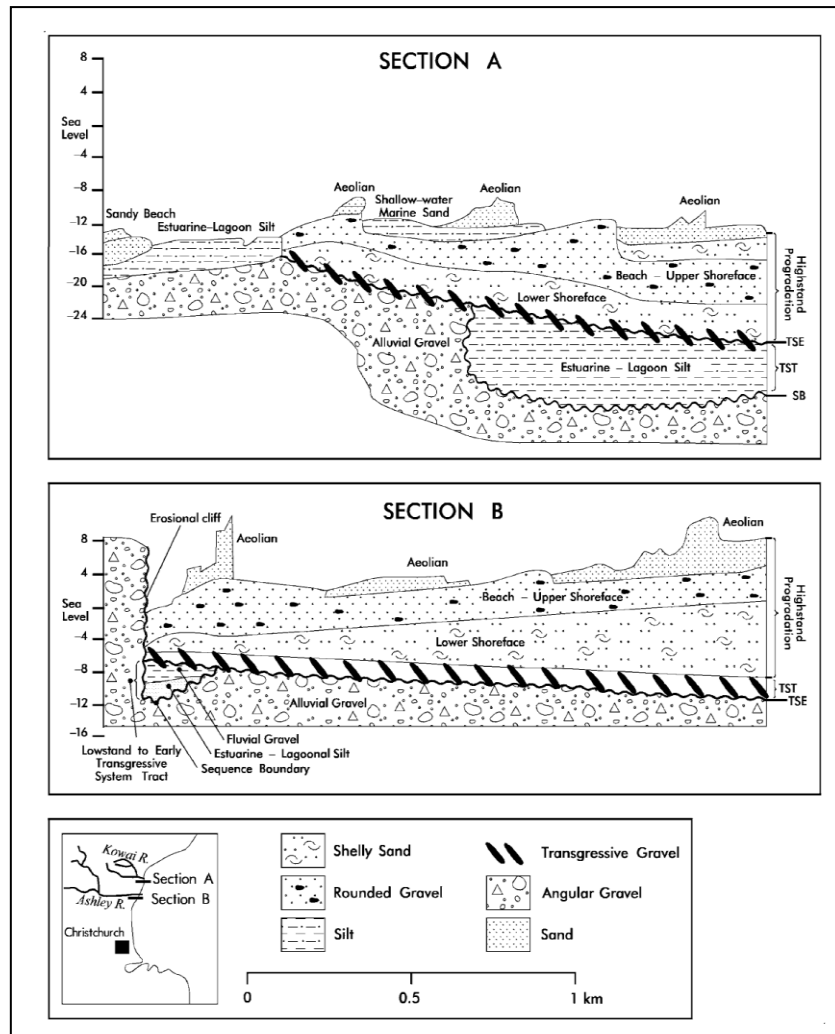 SECTION A
8
4
Sea
Level
-4
-8
-12
-16
-20
-24
Sandy Beach
Estuarine-Lagoon Silt
Aeolian
Shallow-water
Marine Sand
Aeolian
Aeolian
Beach - Upper Shoreface
Lower Shoreface
Alluvial Gravel
Estuarine - Lagoon Silt
Highstand
Progradation
TSE
TST
SB
SECTION B
Erosional cliff
8
4
Sea
Level
-4
-8
-12
-16
Aeolian
Aeolian
Aeolian
Beach - Upper Shoreface
Lower Shoreface
Alluvial Gravel
Fluvial Gravel
Estuarine - Lagoonal Silt
Sequence Boundary
Lowstand to Early
Transgressive
System Tract
Highstand
Progradation
TST
TSE
Kowai R.
Section A
Ashley R.
Section B
Christchurch
Shelly Sand
Rounded Gravel
Silt
Transgressive Gravel
Angular Gravel
Sand
0
0.5
1 km